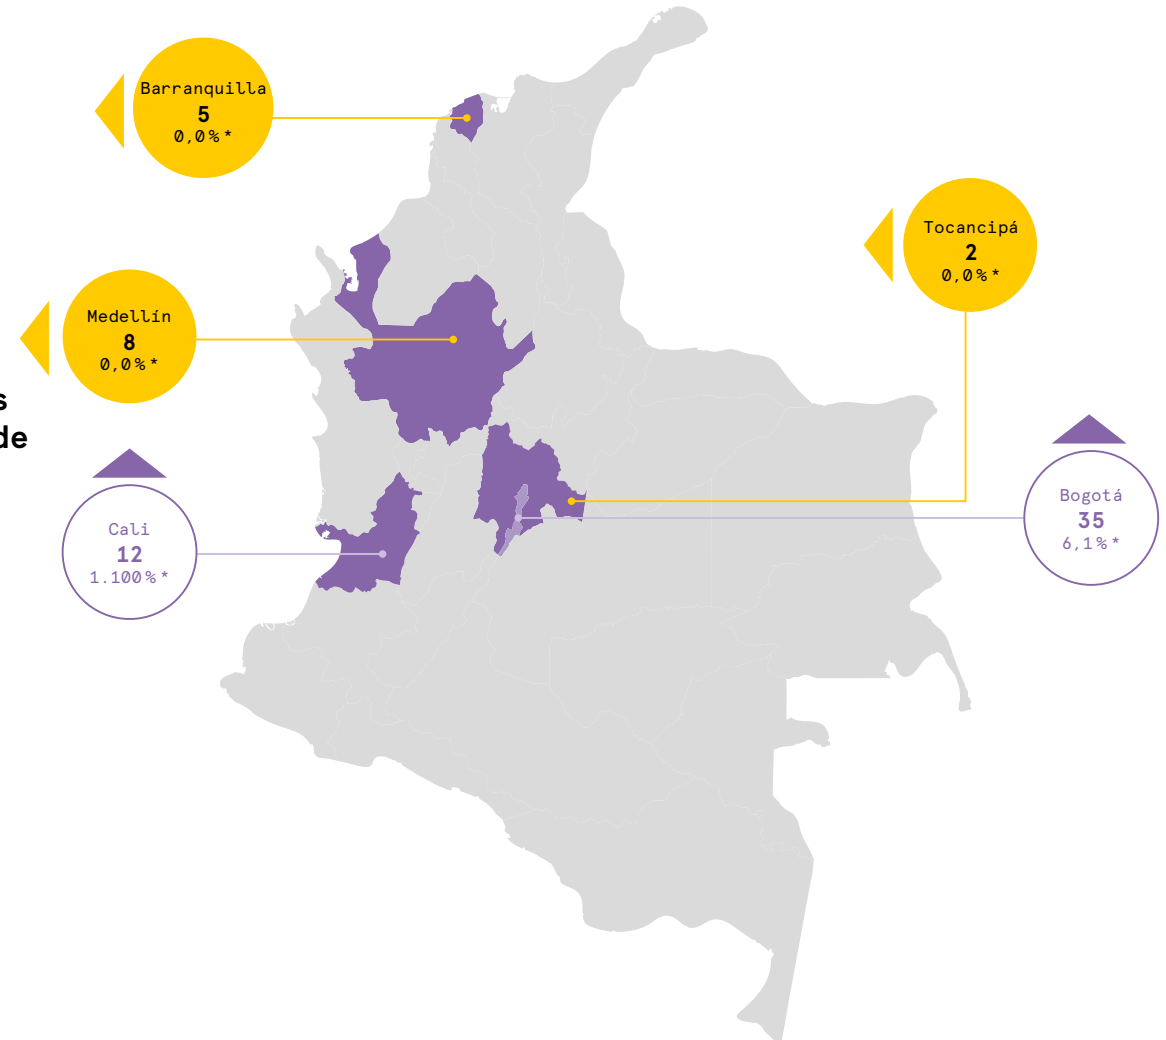 Barranquilla
5
0,0%*
Tocancipá
2
0,0%*
Medellín
8
0,0%*
s
de
Cali
12
1.100%*
Bogotá
35
6,1%*